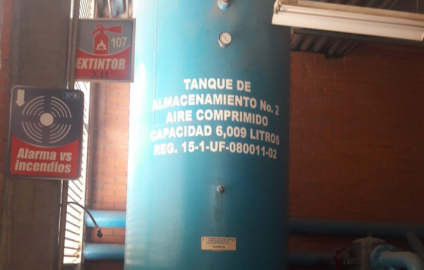 107
EXTINTOR
Alarma vs
incendios
TANQUE DE
ALMACENAMIENTO No. 2
AIRE COMPRIMIDO
CAPACIDAD 6,009 LITROS
REG. 15-1-UF-080011-02